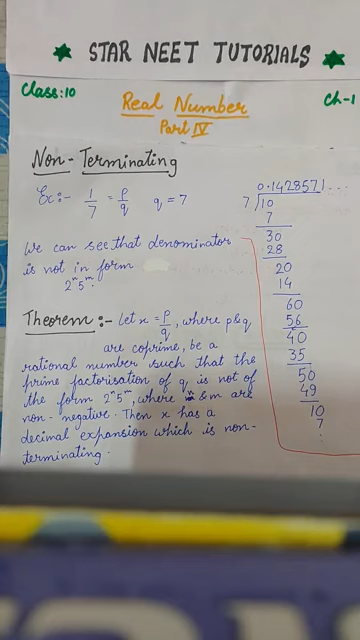 STAR NEET TUTORIALS
Class:10
Real Number
Ch-1
Part IV
Non-Terminating
Ex:- 1/7 = p/q q = 7
We can see that denominator
is not in form
2ⁿ5ᵐ.
Theorem:- Let x = p/q, where p & q
are coprime, be a
rational number such that the
prime factorisation of q is not of
the form 2ⁿ5ᵐ, where n & m are
non-negative. Then x has a
decimal expansion which is non-
terminating.
0.1428571...
7 10
7
30
28
20
14
60
56
40
35
50
49
10
7